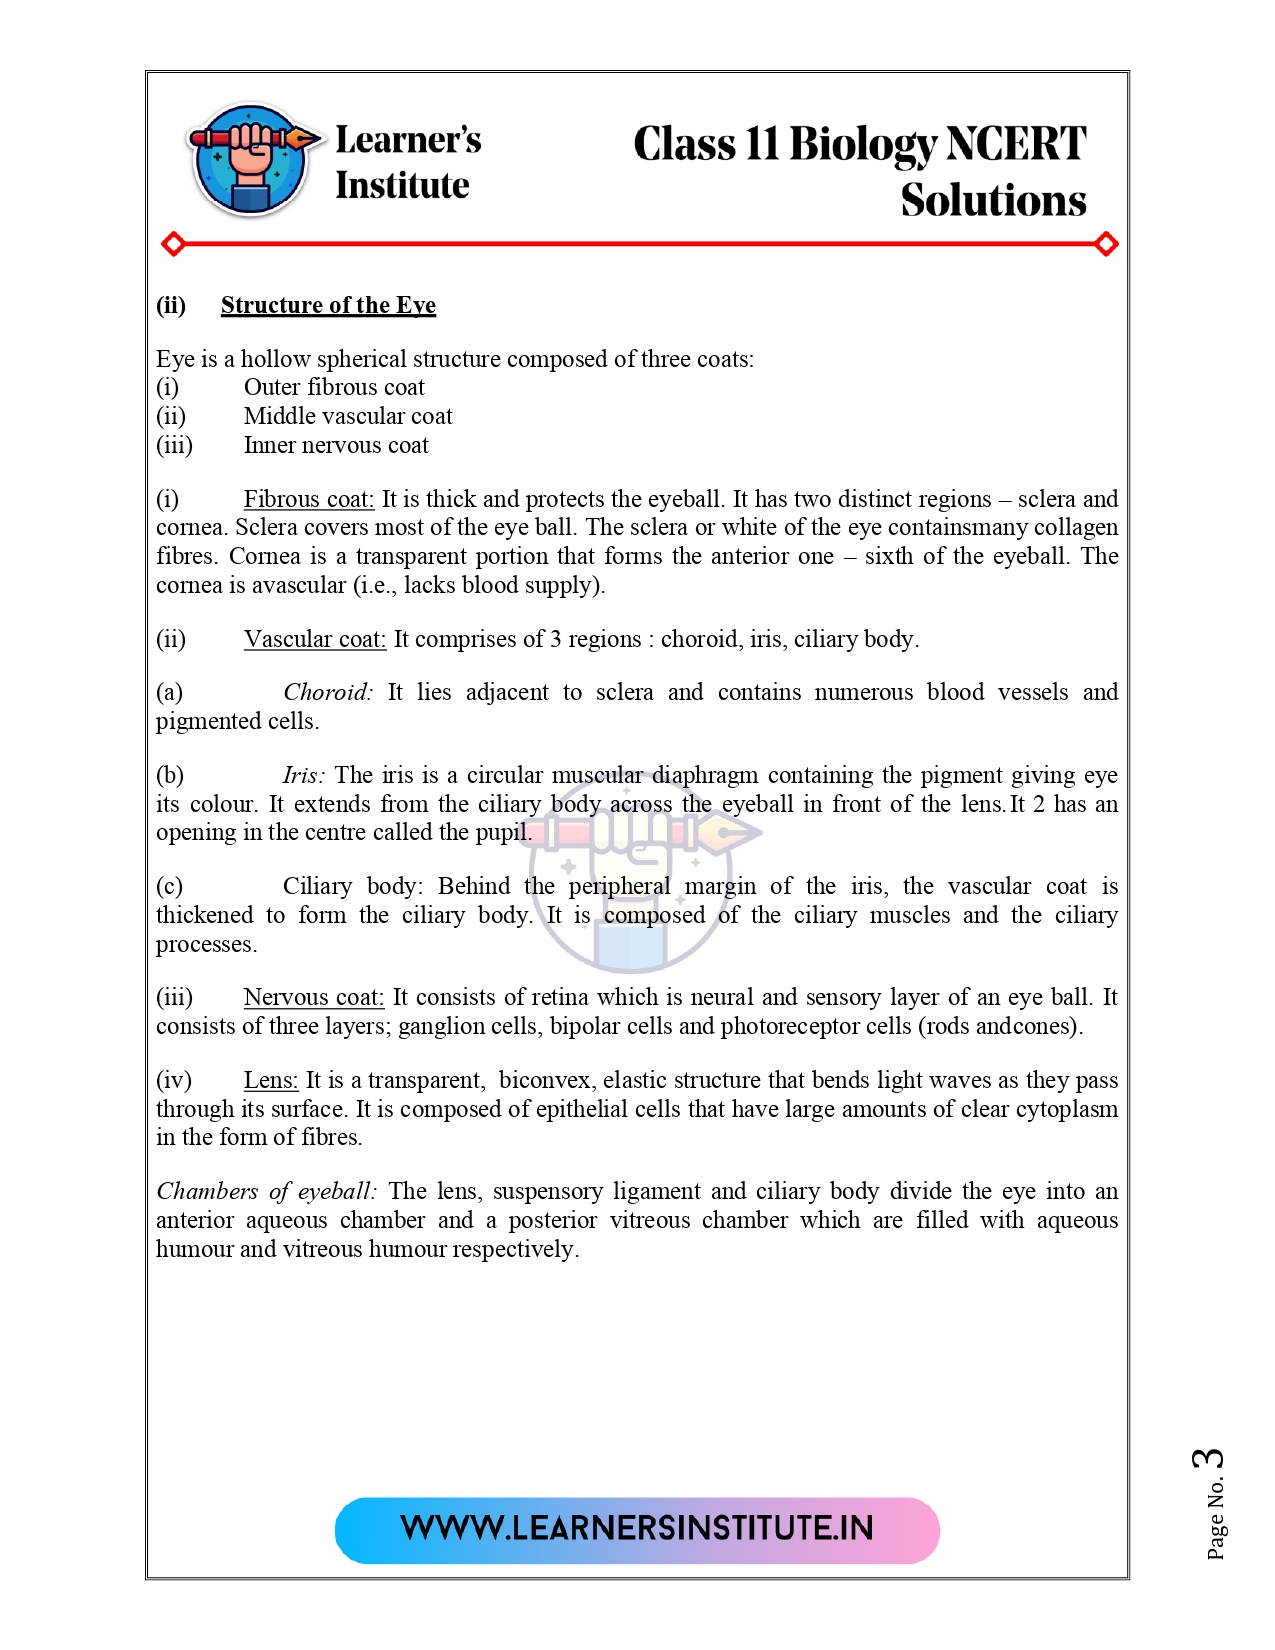 Learner's
Institute
Class 11 Biology NCERT
Solutions
(ii) Structure of the Eye
Eye is a hollow spherical structure composed of three coats:
(i) Outer fibrous coat
(ii) Middle vascular coat
(iii) Inner nervous coat
(i) Fibrous coat: It is thick and protects the eyeball. It has two distinct regions – sclera and
cornea. Sclera covers most of the eye ball. The sclera or white of the eye containsmany collagen
fibres. Cornea is a transparent portion that forms the anterior one – sixth of the eyeball. The
cornea is avascular (i.e., lacks blood supply).
(ii) Vascular coat: It comprises of 3 regions : choroid, iris, ciliary body.
(a) Choroid: It lies adjacent to sclera and contains numerous blood vessels and
pigmented cells.
(b) Iris: The iris is a circular muscular diaphragm containing the pigment giving eye
its colour. It extends from the ciliary body across the eyeball in front of the lens. It 2 has an
opening in the centre called the pupil.
(c) Ciliary body: Behind the peripheral margin of the iris, the vascular coat is
thickened to form the ciliary body. It is composed of the ciliary muscles and the ciliary
processes.
(iii) Nervous coat: It consists of retina which is neural and sensory layer of an eye ball. It
consists of three layers; ganglion cells, bipolar cells and photoreceptor cells (rods andcones).
(iv) Lens: It is a transparent, biconvex, elastic structure that bends light waves as they pass
through its surface. It is composed of epithelial cells that have large amounts of clear cytoplasm
in the form of fibres.
Chambers of eyeball: The lens, suspensory ligament and ciliary body divide the eye into an
anterior aqueous chamber and a posterior vitreous chamber which are filled with aqueous
humour and vitreous humour respectively.
Page No. 3
WWW.LEARNERSINSTITUTE.IN